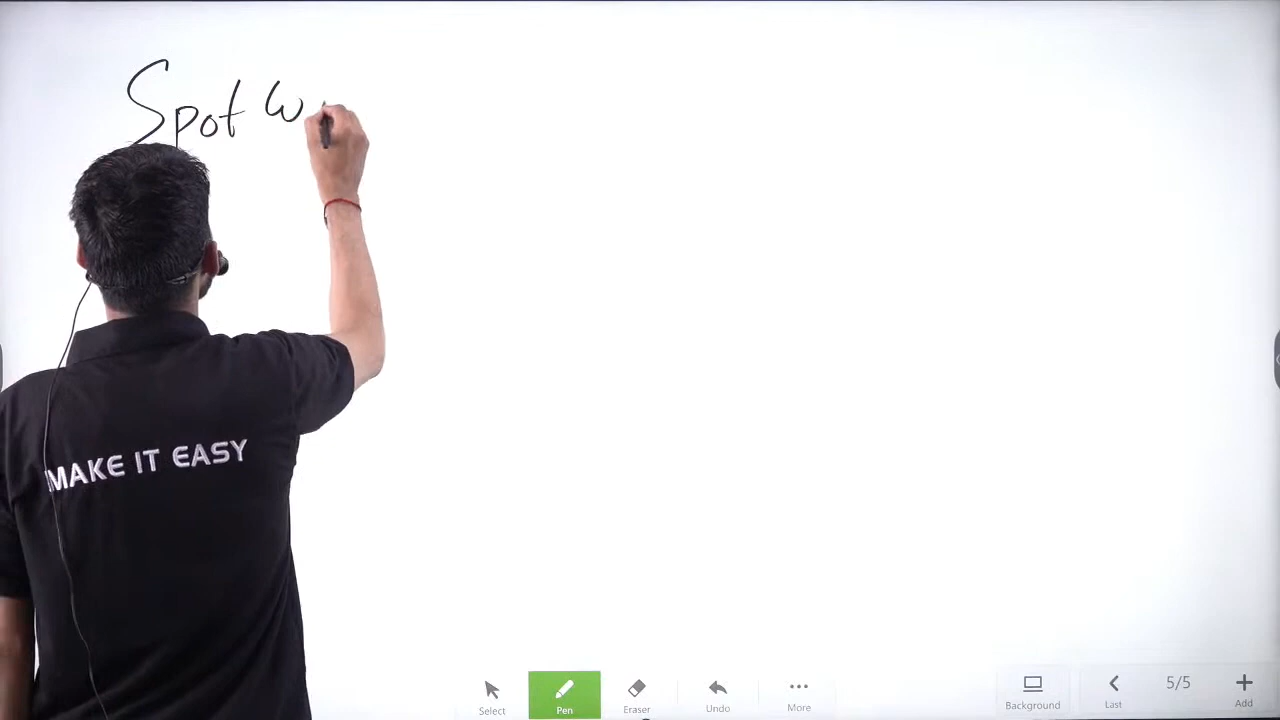 Spot w
MAKE IT EASY
Select
Pen
Eraser
Undo
More
Background
Last
5/5
Add